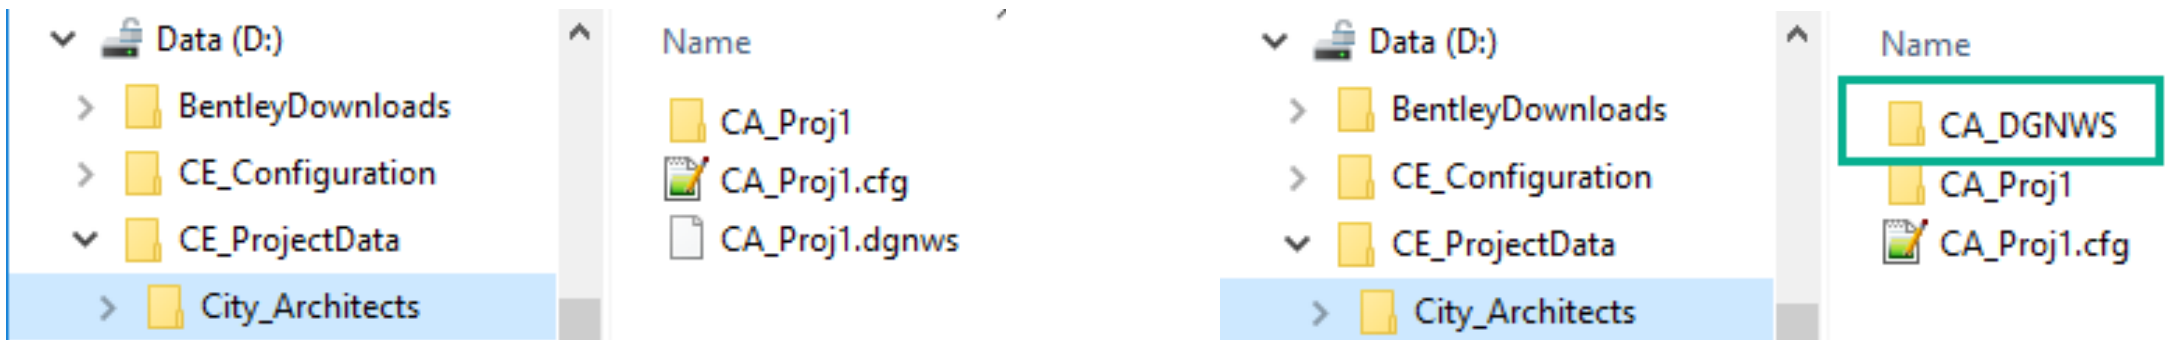 Data (D:)
BentleyDownloads
CE_Configuration
CE_ProjectData
City_Architects
Name
CA_Proj1
CA_Proj1.cfg
CA_Proj1.dgnws
Data (D:)
BentleyDownloads
CE_Configuration
CE_ProjectData
City_Architects
Name
CA_DGNWS
CA_Proj1
CA_Proj1.cfg